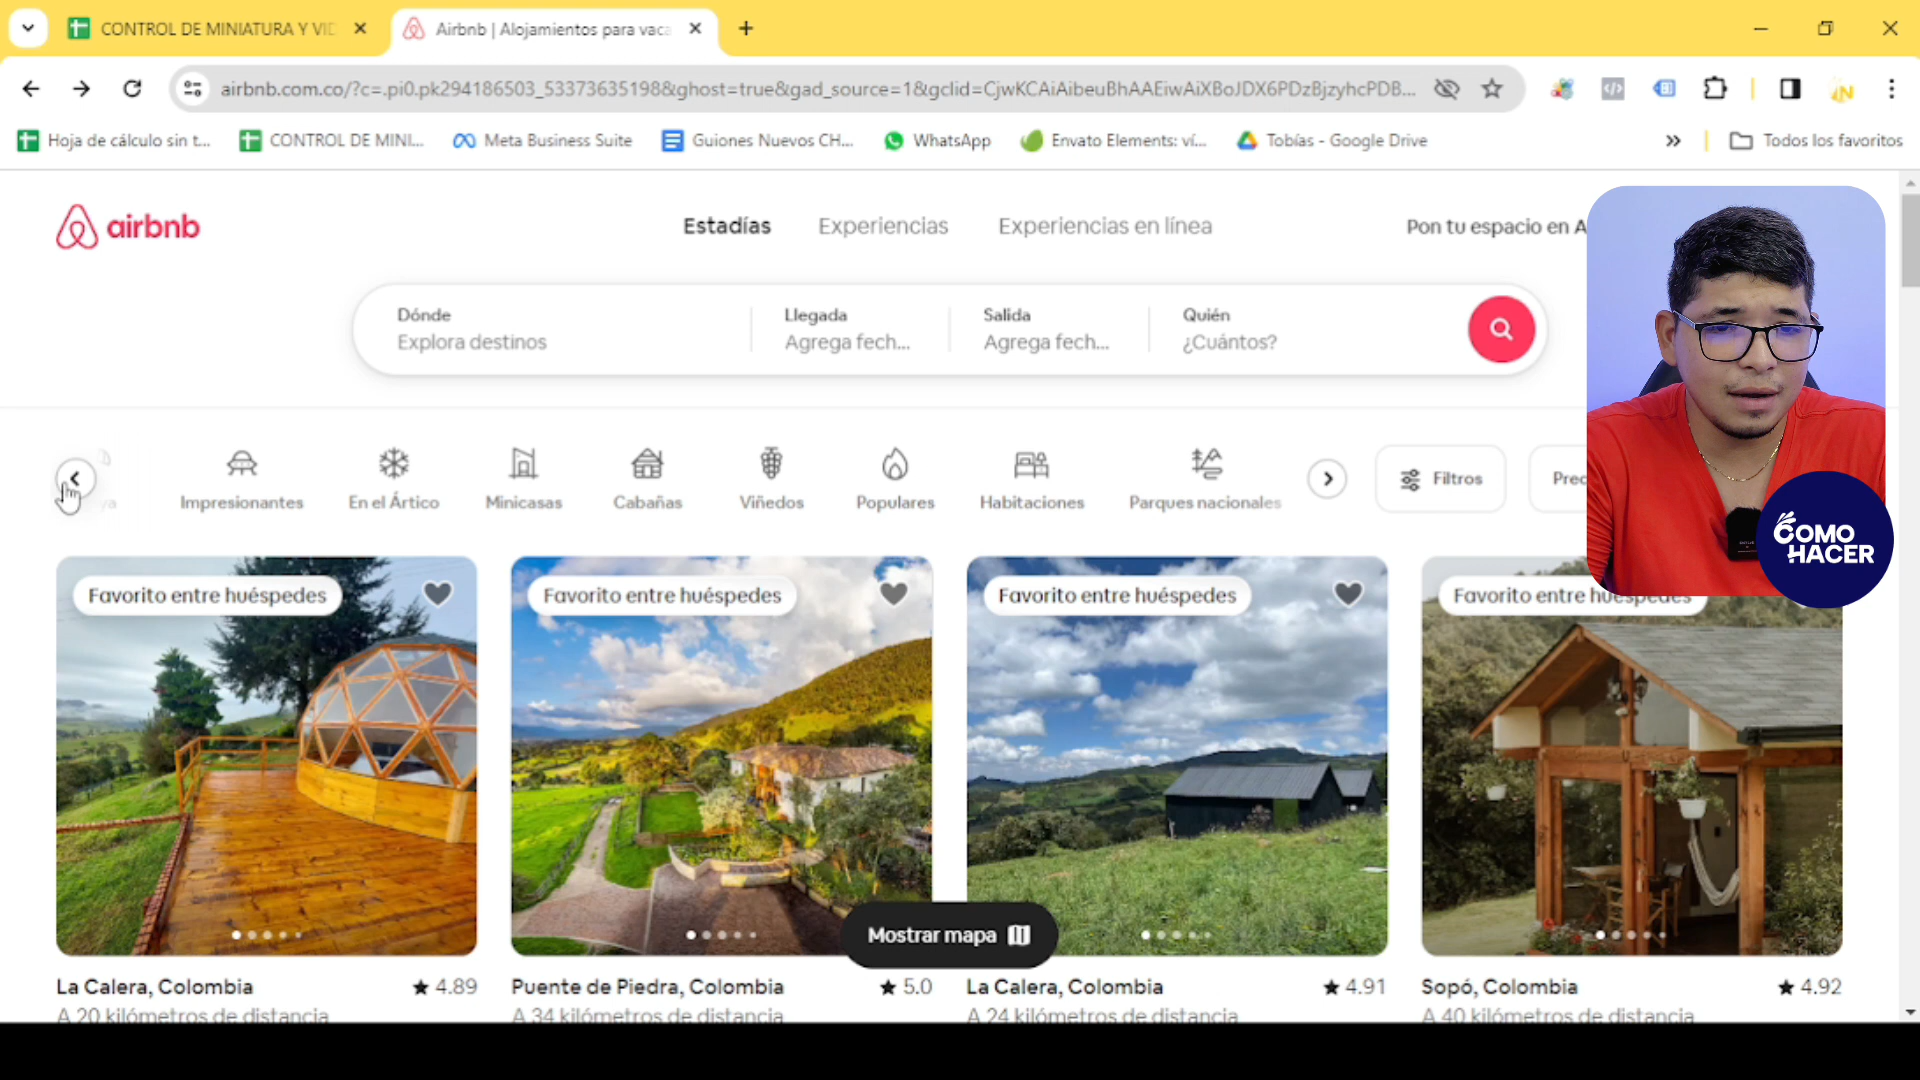 CONTROL DE MINIATURA Y VID
Airbnb | Alojamientos para vaca
airbnb.com.co/?c=.pi0.pk294186503_53373635198&ghost=true&gad_source=1&gclid=CjwKCAiAibeuBhAAEiwAiXBoJDX6PDzBjzyhcPDB...
Hoja de cálculo sin t...
CONTROL DE MINI...
Meta Business Suite
Guiones Nuevos CH...
WhatsApp
Envato Elements: ví...
Tobías - Google Drive
Todos los favoritos
airbnb
Estadías
Experiencias
Experiencias en línea
Pon tu espacio en A
Dónde
Explora destinos
Llegada
Agrega fech...
Salida
Agrega fech...
Quién
¿Cuántos?
Impresionantes
En el Ártico
Minicasas
Cabañas
Viñedos
Populares
Habitaciones
Parques nacionales
Filtros
Prec
COMO
HACER
Favorito entre huéspedes
Favorito entre huéspedes
Favorito entre huéspedes
Favorito entre huéspedes
Mostrar mapa
La Calera, Colombia
4.89
A 20 kilómetros de distancia
Puente de Piedra, Colombia
5.0
A 34 kilómetros de distancia
La Calera, Colombia
4.91
A 24 kilómetros de distancia
Sopó, Colombia
4.92
A 40 kilómetros de distancia